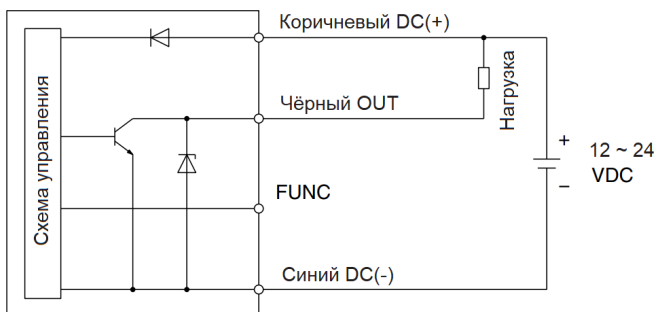 Коричневый DC(+)
Чёрный OUT
Нагрузка
+
12 ~ 24
VDC
−
Схема управления
FUNC
Синий DC(-)